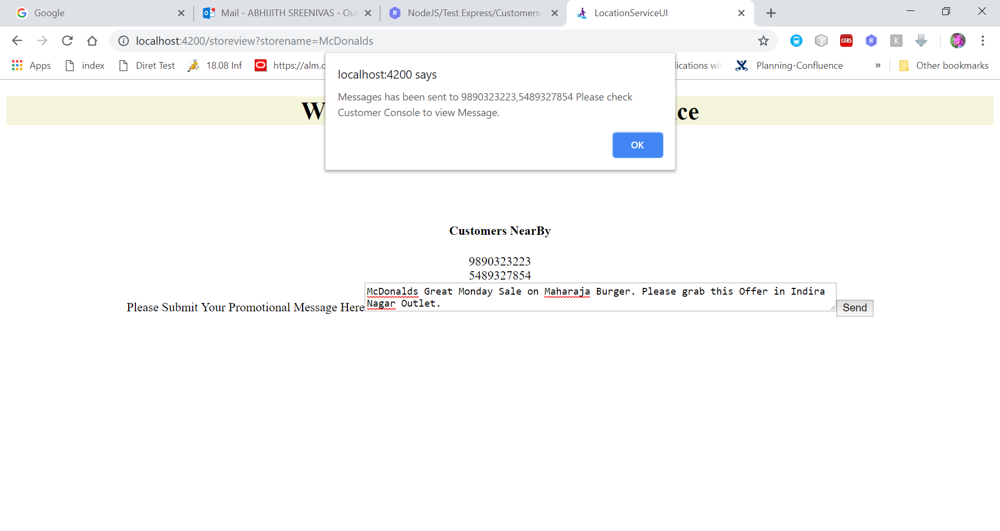 Google
Mail - ABHIJITH SREENIVAS - Out
NodeJS/Test Express/Customers-
LocationServiceUI
localhost:4200/storeview?storename=McDonalds
CORS
R
K
Apps
index
Diret Test
18.08 Inf
https://alm.o
lications wit
Planning-Confluence
»
Other bookmarks
localhost:4200 says
Messages has been sent to 9890323223,5489327854 Please check
Customer Console to view Message.
OK
Customers NearBy
9890323223
5489327854
Please Submit Your Promotional Message Here
McDonalds Great Monday Sale on Maharaja Burger. Please grab this Offer in Indira
Nagar Outlet.
Send